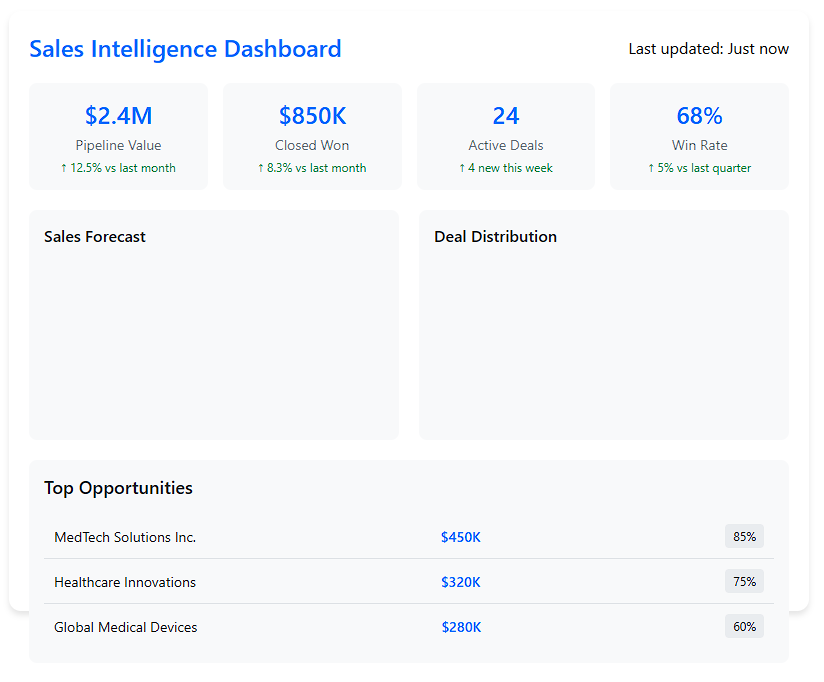 Sales Intelligence Dashboard
Last updated: Just now
$2.4M
Pipeline Value
↑ 12.5% vs last month
$850K
Closed Won
↑ 8.3% vs last month
24
Active Deals
↑ 4 new this week
68%
Win Rate
↑ 5% vs last quarter
Sales Forecast
Deal Distribution
Top Opportunities
MedTech Solutions Inc. $450K 85%
Healthcare Innovations $320K 75%
Global Medical Devices $280K 60%